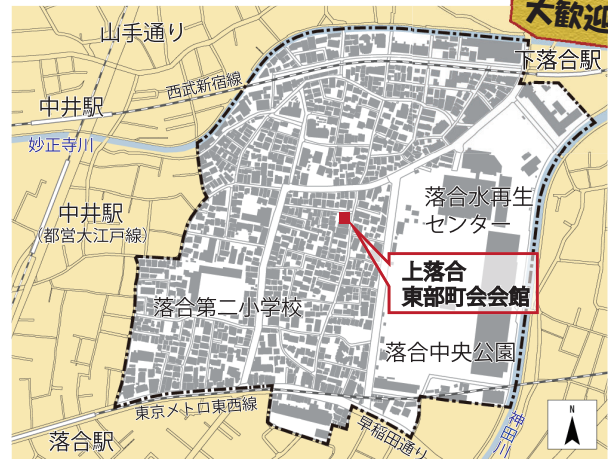 大歓迎
山手通り
下落合駅
西武新宿線
中井駅
妙正寺川
落合水再生
センター
中井駅
(都営大江戸線)
上落合
東部町会会館
落合第二小学校
落合中央公園
東京メトロ東西線
早稲田通り
神田川
落合駅
N